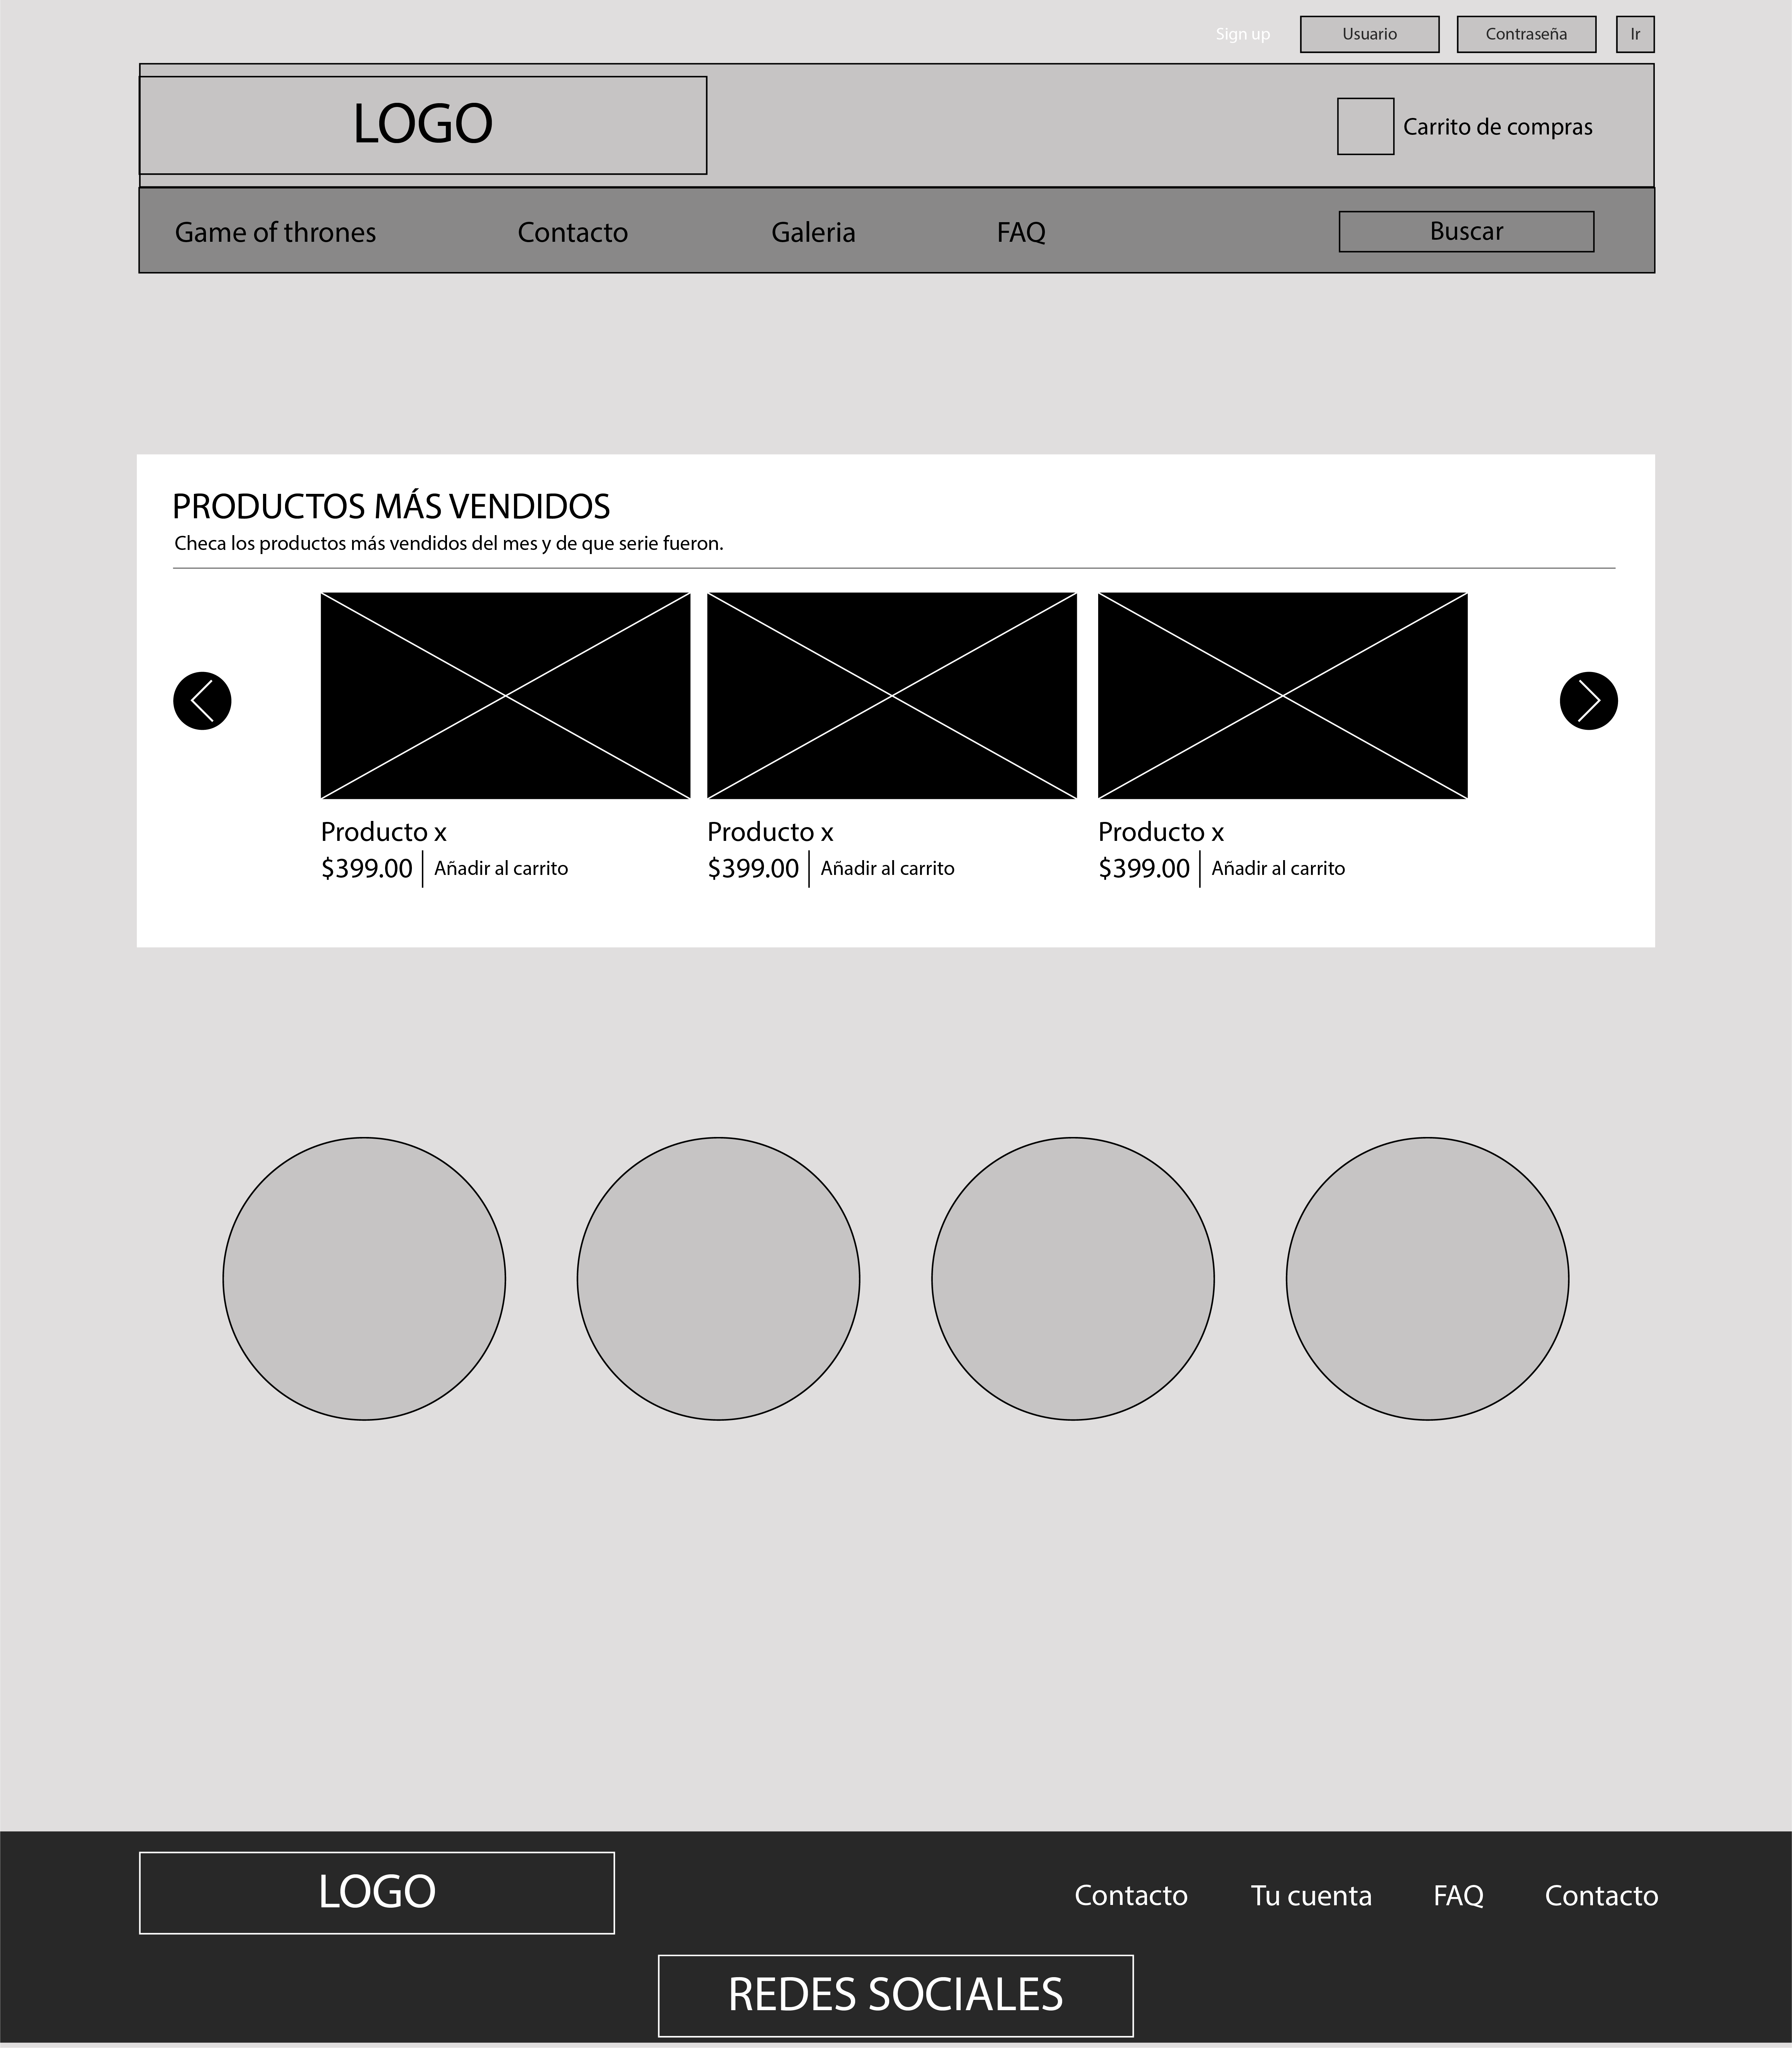 Sign up Usuario Contraseña Ir
LOGO
Carrito de compras
Game of thrones Contacto Galeria FAQ Buscar
PRODUCTOS MÁS VENDIDOS
Checa los productos más vendidos del mes y de que serie fueron.
Producto x Producto x Producto x
$399.00 Añadir al carrito $399.00 Añadir al carrito $399.00 Añadir al carrito
LOGO
Contacto Tu cuenta FAQ Contacto
REDES SOCIALES